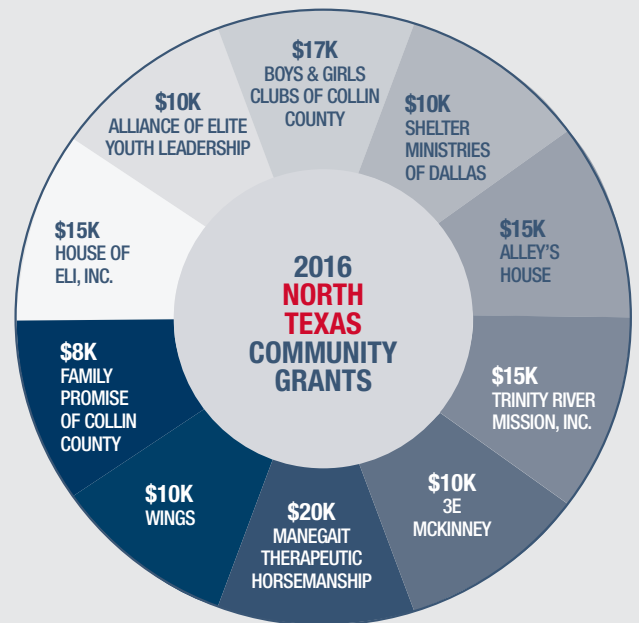 $17K
BOYS & GIRLS
CLUBS OF COLLIN
COUNTY
$10K
SHELTER
MINISTRIES
OF DALLAS
$15K
ALLEY'S
HOUSE
$15K
TRINITY RIVER
MISSION, INC.
$10K
3E
MCKINNEY
$20K
MANEGAIT
THERAPEUTIC
HORSEMANSHIP
$10K
WINGS
$8K
FAMILY
PROMISE
OF COLLIN
COUNTY
$15K
HOUSE OF
ELI, INC.
$10K
ALLIANCE OF ELITE
YOUTH LEADERSHIP
2016
NORTH
TEXAS
COMMUNITY
GRANTS